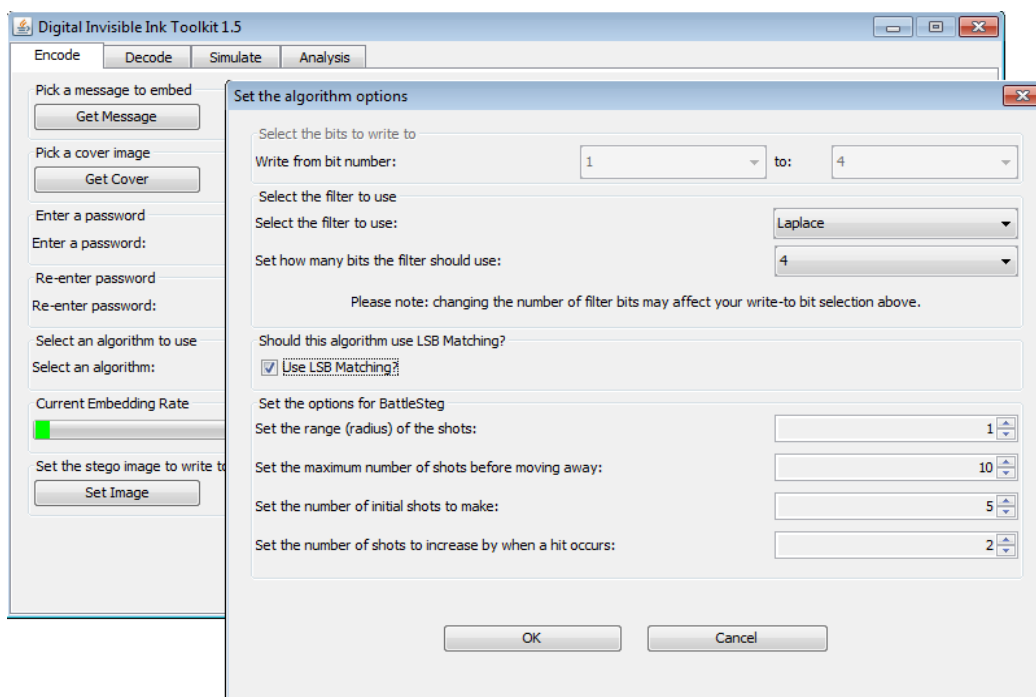 Digital Invisible Ink Toolkit 1.5
Encode Decode Simulate Analysis
Pick a message to embed
Get Message
Pick a cover image
Get Cover
Enter a password
Enter a password:
Re-enter password
Re-enter password:
Select an algorithm to use
Select an algorithm:
Current Embedding Rate
Set the stego image to write to
Set Image
Set the algorithm options
Select the bits to write to
Write from bit number: 1 to: 4
Select the filter to use
Select the filter to use: Laplace
Set how many bits the filter should use: 4
Please note: changing the number of filter bits may affect your write-to bit selection above.
Should this algorithm use LSB Matching?
Use LSB Matching?
Set the options for BattleSteg
Set the range (radius) of the shots: 1
Set the maximum number of shots before moving away: 10
Set the number of initial shots to make: 5
Set the number of shots to increase by when a hit occurs: 2
OK Cancel